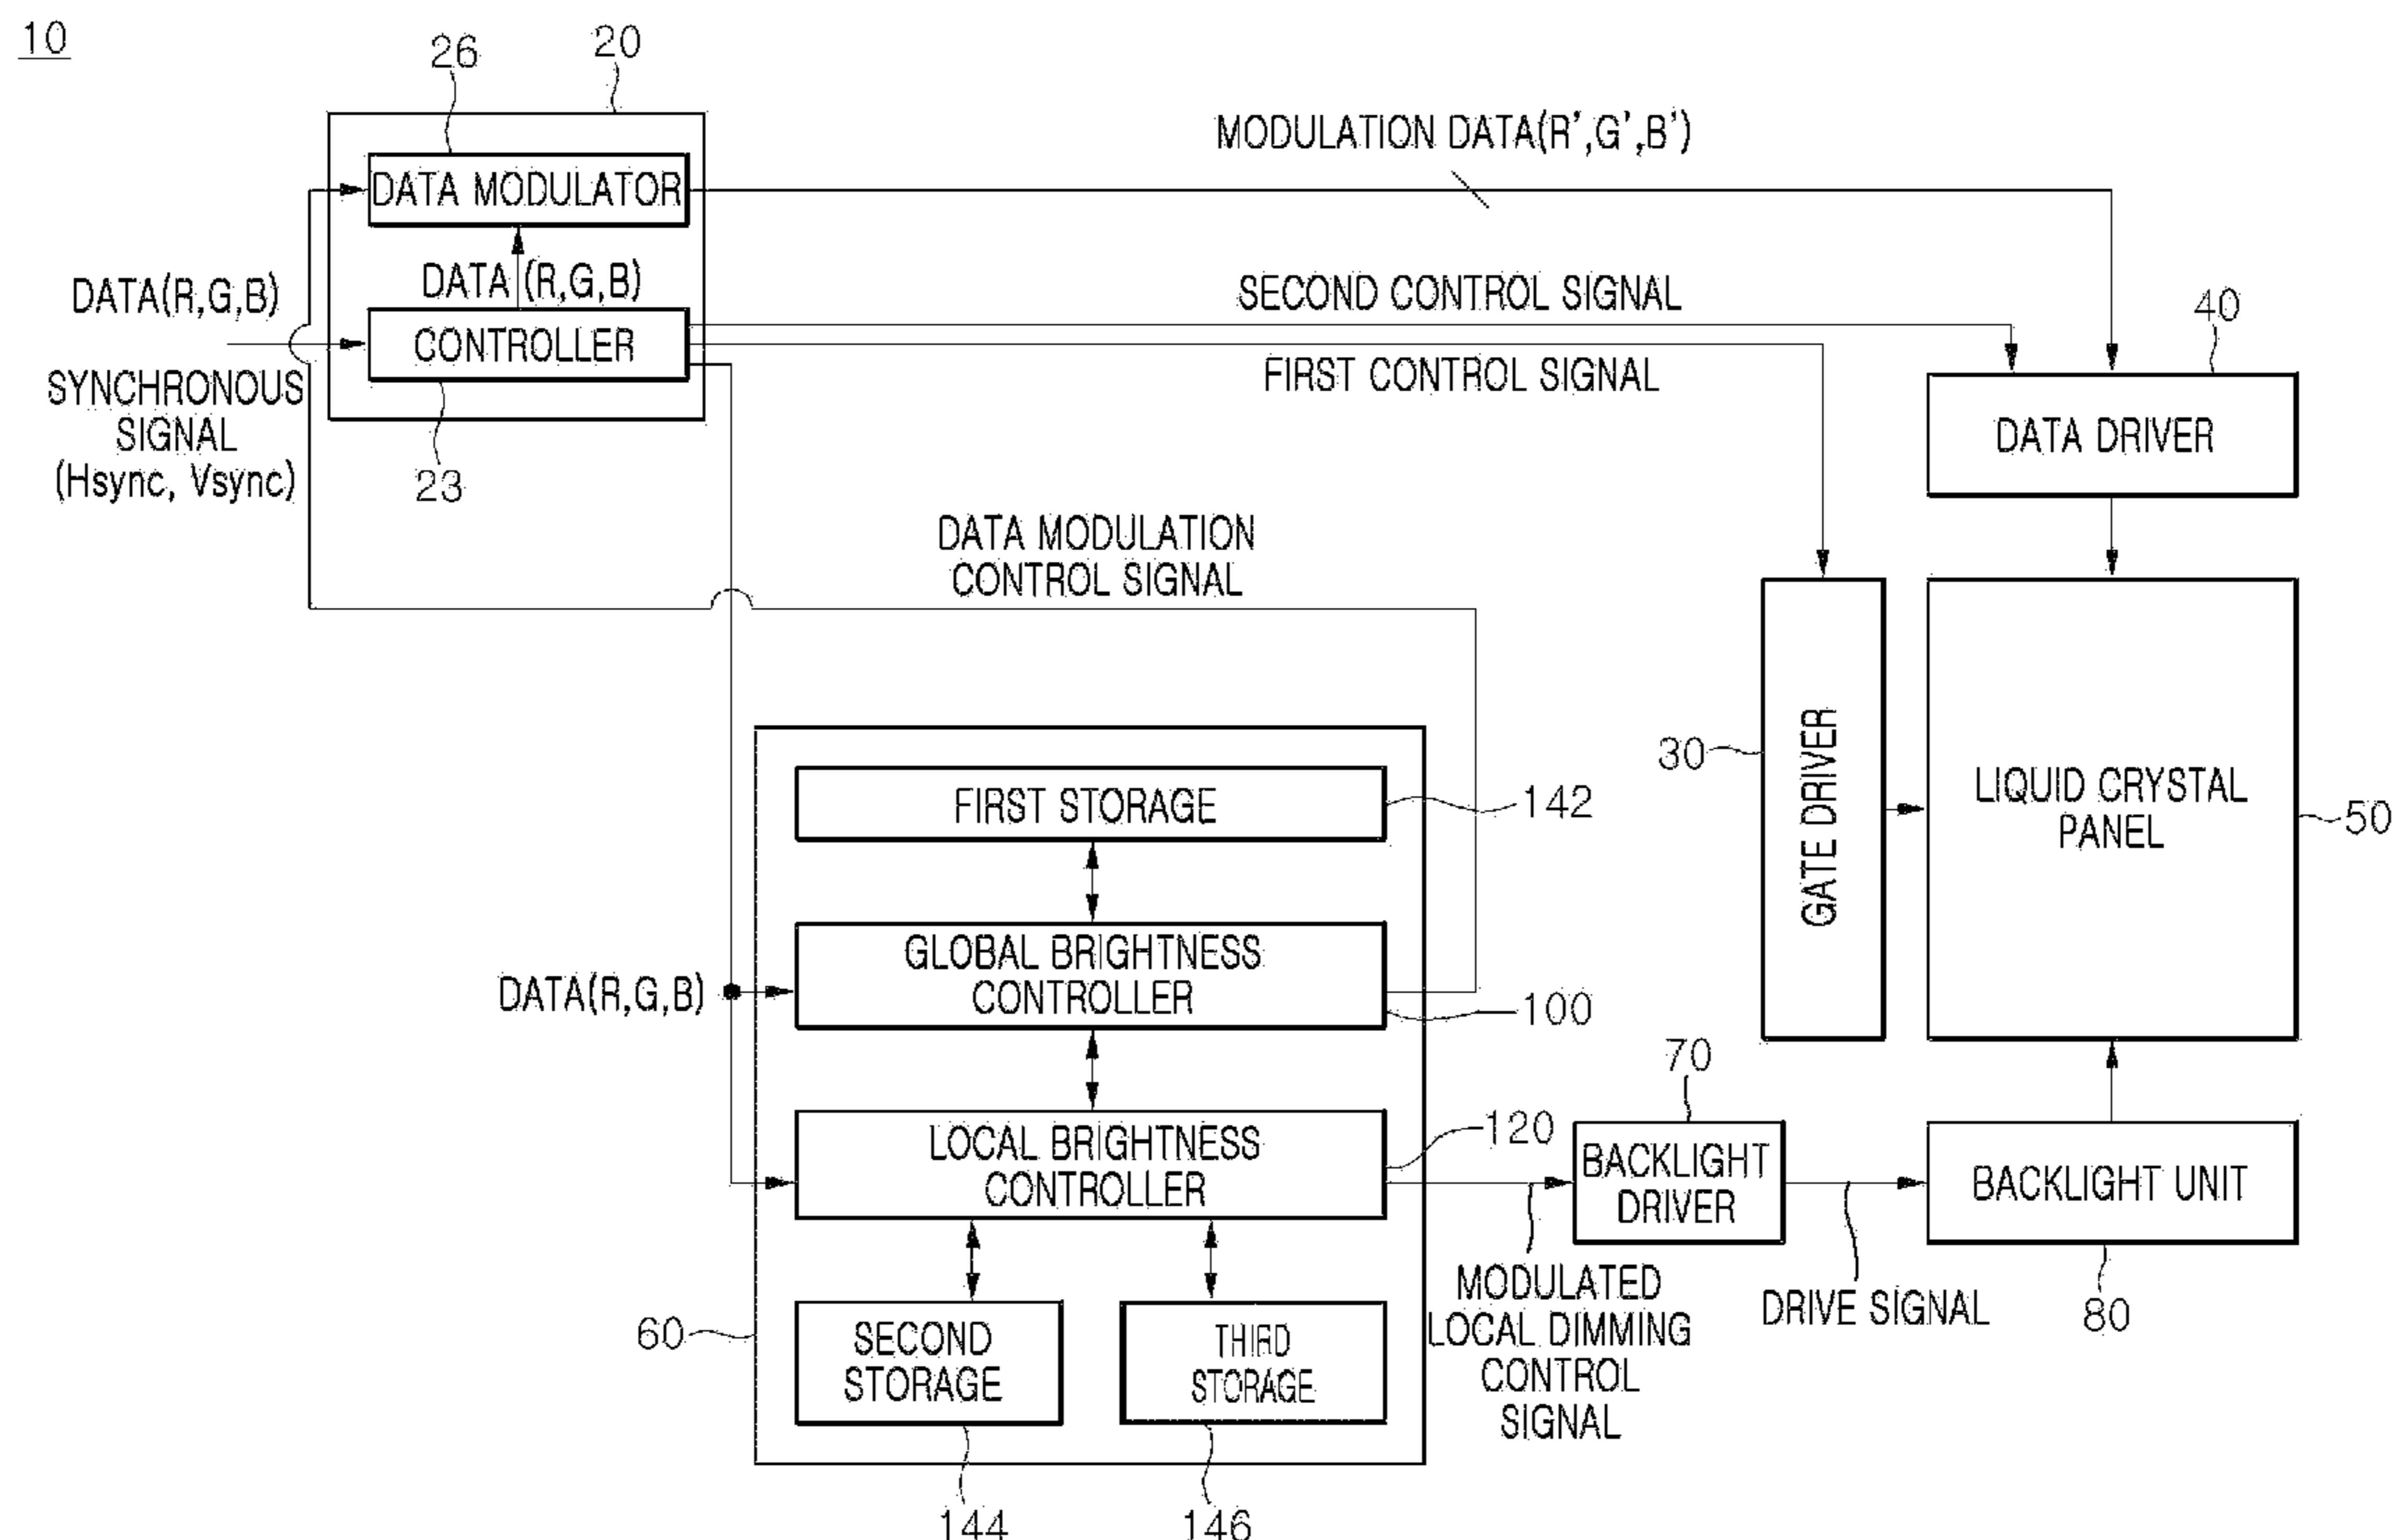 10
26
20
MODULATION DATA(R',G',B')
DATA MODULATOR
DATA (R,G,B)
DATA(R,G,B)
CONTROLLER
SYNCHRONOUS
SIGNAL
(Hsync, Vsync)
23
SECOND CONTROL SIGNAL
FIRST CONTROL SIGNAL
40
DATA DRIVER
DATA MODULATION
CONTROL SIGNAL
30
GATE DRIVER
LIQUID CRYSTAL
PANEL
50
FIRST STORAGE
142
GLOBAL BRIGHTNESS
CONTROLLER
DATA(R,G,B)
100
LOCAL BRIGHTNESS
CONTROLLER
120
70
BACKLIGHT
DRIVER
BACKLIGHT UNIT
80
MODULATED
LOCAL DIMMING
CONTROL
SIGNAL
DRIVE SIGNAL
60
SECOND
STORAGE
THIRD
STORAGE
144
146